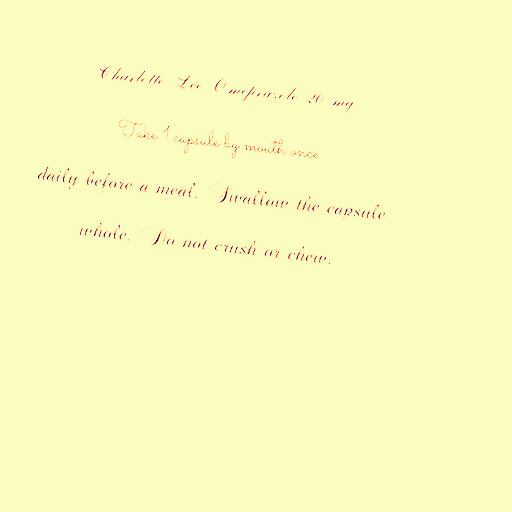 Charlotte Lee Omeprazole 20 mg
Take 1 capsule by mouth once
daily before a meal. Swallow the capsule
whole. Do not crush or chew.